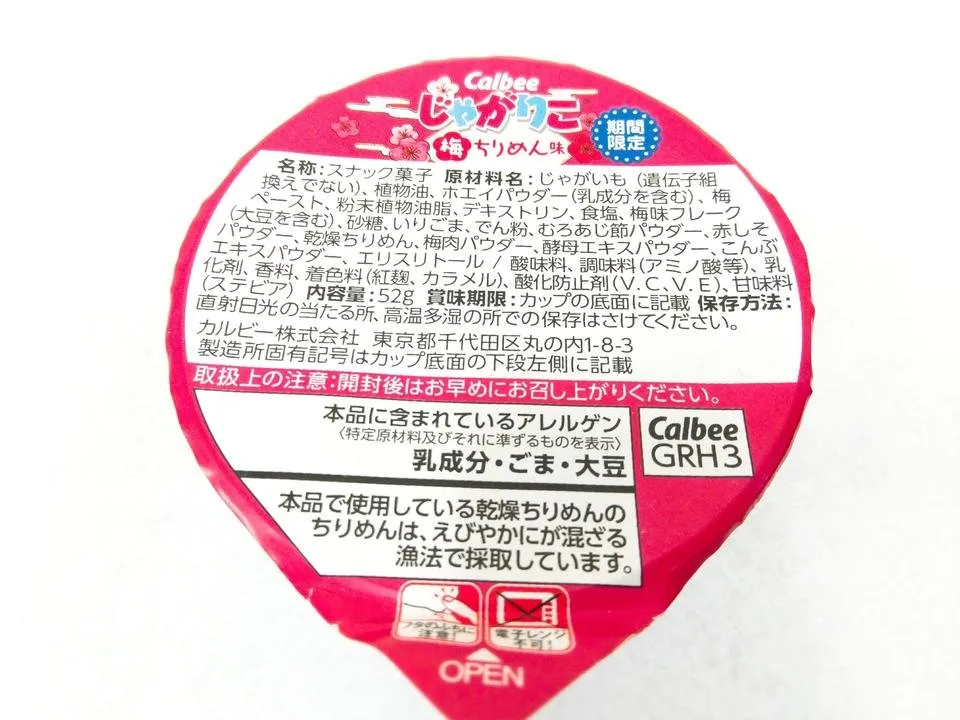 Calbee
じゃがりこ
期間
限定
梅ちりめん味
名称:スナック菓子 原材料名:じゃがいも(遺伝子組
換えでない)、植物油、ホエイパウダー(乳成分を含む)、梅
ペースト、粉末植物油脂、デキストリン、食塩、梅味フレーク
(大豆を含む)、砂糖、いりごま、でん粉、むろあじ節パウダー、赤しそ
パウダー、乾燥ちりめん、梅肉パウダー、酵母エキスパウダー、こんぶ
エキスパウダー、エリスリトール / 酸味料、調味料(アミノ酸等)、乳
化剤、香料、着色料(紅麹、カラメル)、酸化防止剤(V.C、V.E)、甘味料
(ステビア) 内容量:52g 賞味期限:カップの底面に記載 保存方法:
直射日光の当たる所、高温多湿の所での保存はさけてください。
カルビー株式会社 東京都千代田区丸の内1-8-3
製造所固有記号はカップ底面の下段左側に記載
取扱上の注意:開封後はお早めにお召し上がりください。
本品に含まれているアレルゲン
〈特定原材料及びそれに準ずるものを表示〉
乳成分・ごま・大豆
Calbee
GRH3
本品で使用している乾燥ちりめんの
ちりめんは、えびやかにが混ざる
漁法で採取しています。
フタのふちに
注意!
電子レンジ
不可!
OPEN